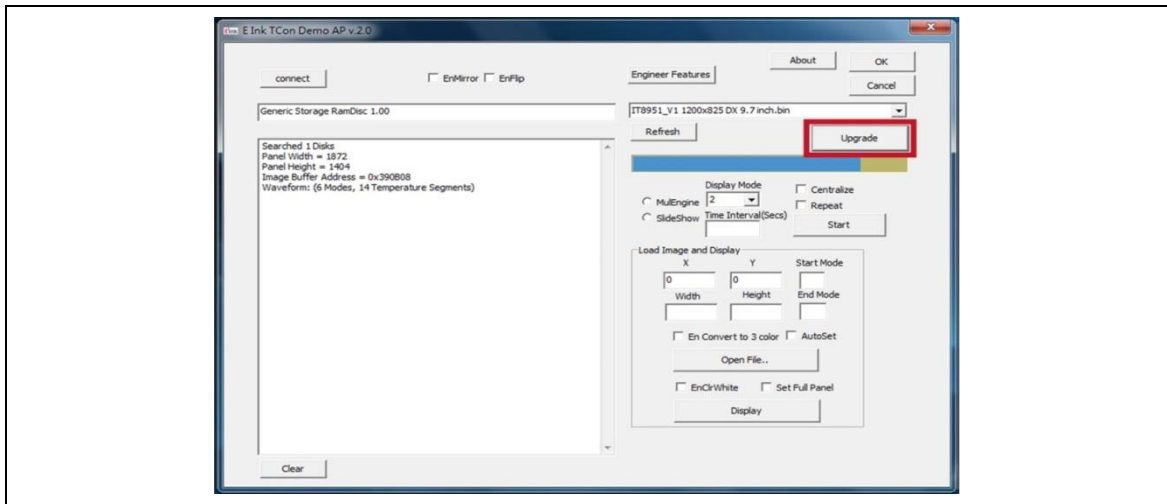 E Ink TCon Demo AP v.2.0
About
OK
connect
EnMirror
EnFlip
Engineer Features
Cancel
Generic Storage RamDisc 1.00
IT8951_V1 1200x825 DX 9.7 inch.bin
Refresh
Upgrade
Searched 1 Disks
Panel Width = 1872
Panel Height = 1404
Image Buffer Address = 0x390B08
Waveform: (6 Modes, 14 Temperature Segments)
Display Mode
Centralize
MulEngine
2
Repeat
SlideShow
Time Interval(Secs)
Start
Load Image and Display
X
Y
Start Mode
0
0
Width
Height
End Mode
En Convert to 3 color
AutoSet
Open File..
EnClrWhite
Set Full Panel
Display
Clear